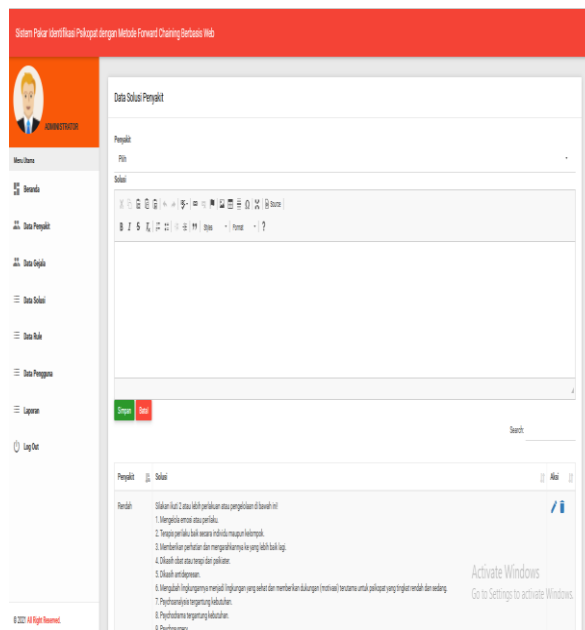 Sistem Pakar Identifikasi Psikopat dengan Metode Forward Chaining Berbasis Web
ADMINISTRATOR
Menu Utama
Beranda
Data Penyakit
Data Gejala
Data Solusi
Data Rule
Data Pengguna
Laporan
Log Out
© 2021 All Right Reserved.
Data Solusi Penyakit
Penyakit
Pilih
Solusi
Source
B I S Styles Format ?
Simpan Batal
Search:
Penyakit Solusi Aksi
Rendah Silakan ikuti 2 atau lebih perlakuan atau pengelolaan di bawah ini!
1. Mengelola emosi atau perilaku.
2. Terapis perilaku baik secara individu maupun kelompok.
3. Memberikan perhatian dan mengarahkannya ke yang lebih baik lagi.
4. Dikasih obat atau terapi dari psikiater.
5. Dikasih antidepresan.
6. Mengubah lingkungannya menjadi lingkungan yang sehat dan memberikan dukungan (motivasi) terutama untuk psikopat yang tingkat rendah dan sedang.
7. Psychoanalysis tergantung kebutuhan.
8. Psychodrama tergantung kebutuhan.
Activate Windows
Go to Settings to activate Windows.